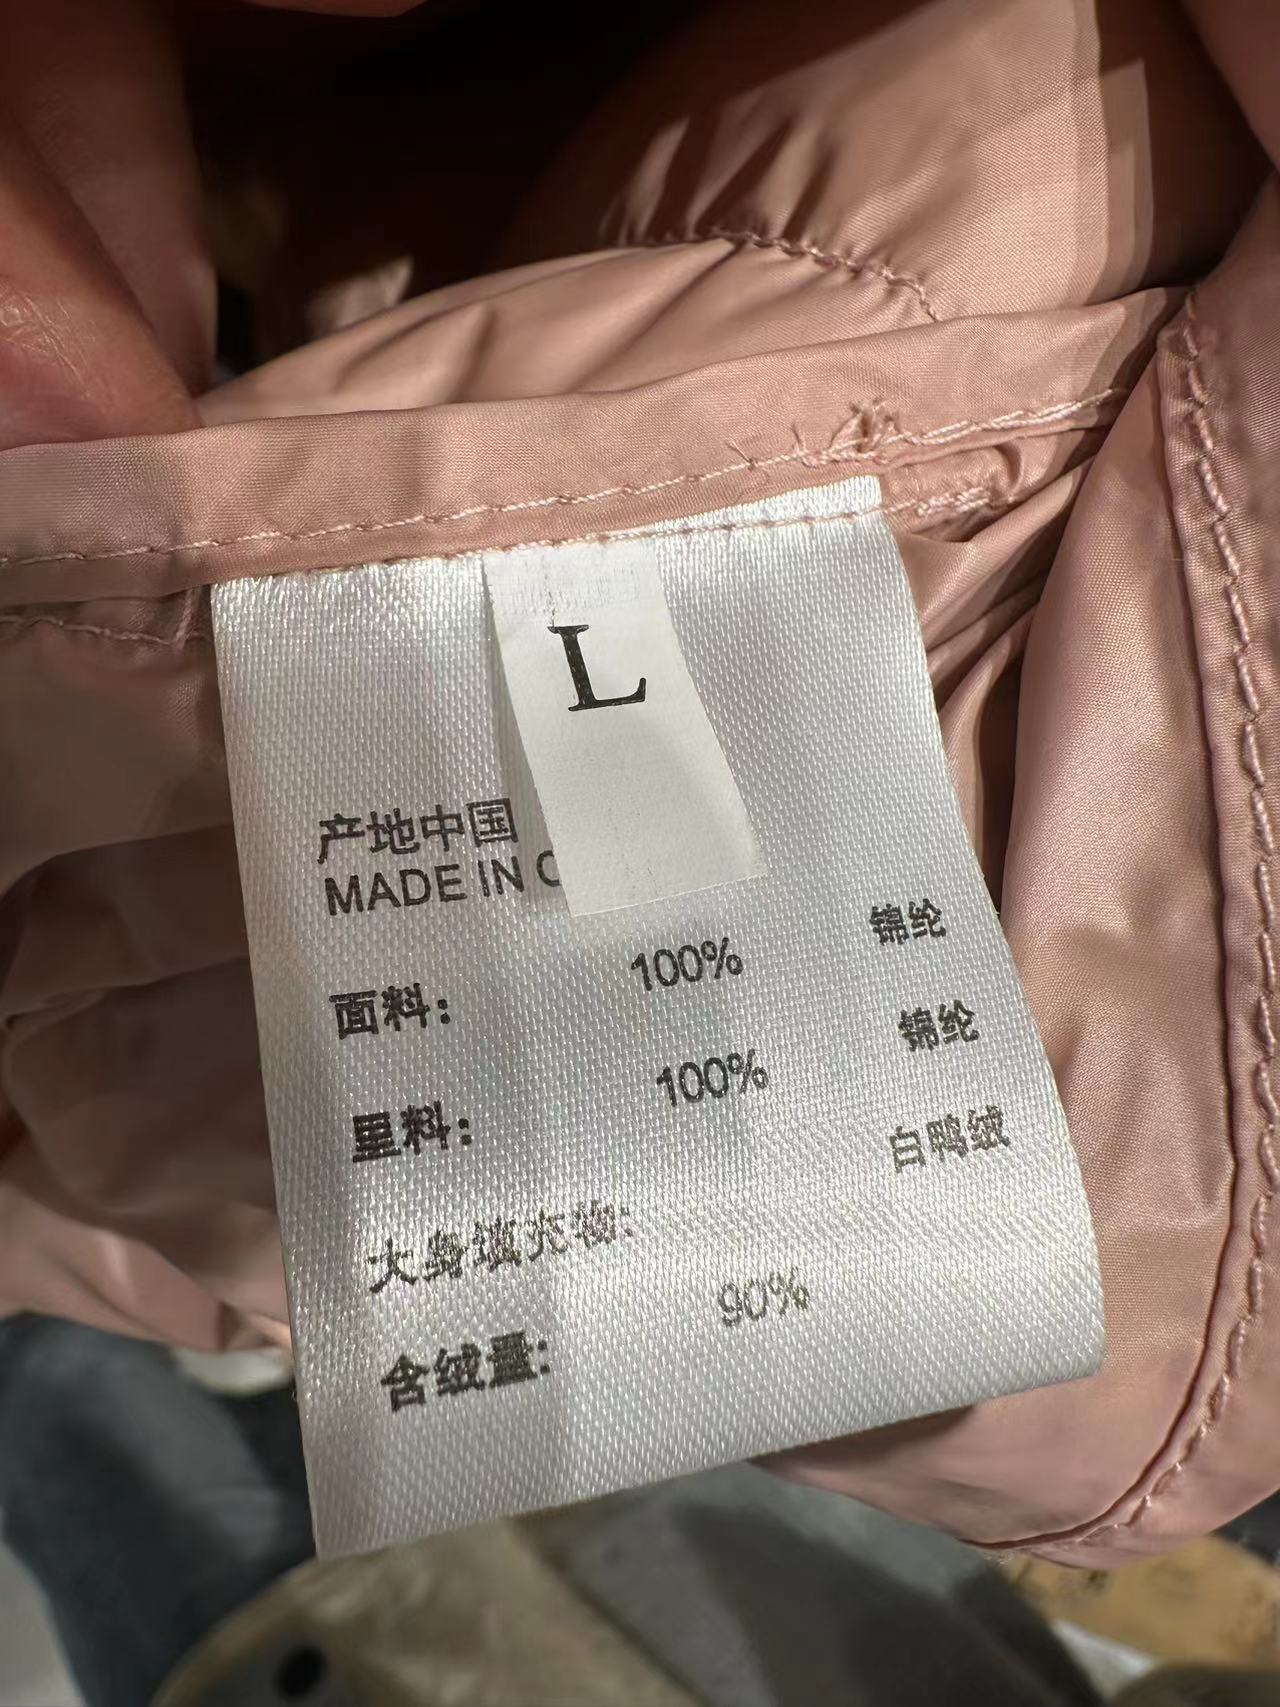 L
产地中国
MADE IN C
面料: 100% 锦纶
里料: 100% 锦纶
大身填充物: 白鸭绒
含绒量: 90%